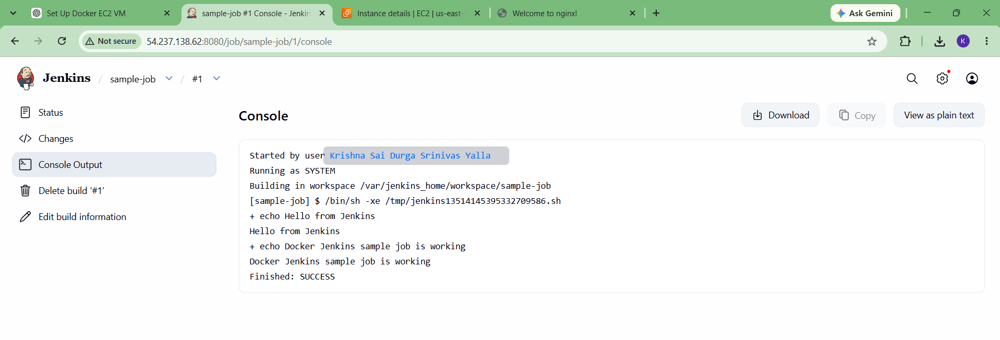 Set Up Docker EC2 VM
sample-job #1 Console - Jenkin
Instance details | EC2 | us-east-
Welcome to nginx!
Ask Gemini
Not secure
54.237.138.62:8080/job/sample-job/1/console
K
Jenkins / sample-job / #1
Status
Changes
Console Output
Delete build ‘#1’
Edit build information
Console
Download
Copy
View as plain text
Started by user Krishna Sai Durga Srinivas Yalla
Running as SYSTEM
Building in workspace /var/jenkins_home/workspace/sample-job
[sample-job] $ /bin/sh -xe /tmp/jenkins13514145395332709586.sh
+ echo Hello from Jenkins
Hello from Jenkins
+ echo Docker Jenkins sample job is working
Docker Jenkins sample job is working
Finished: SUCCESS